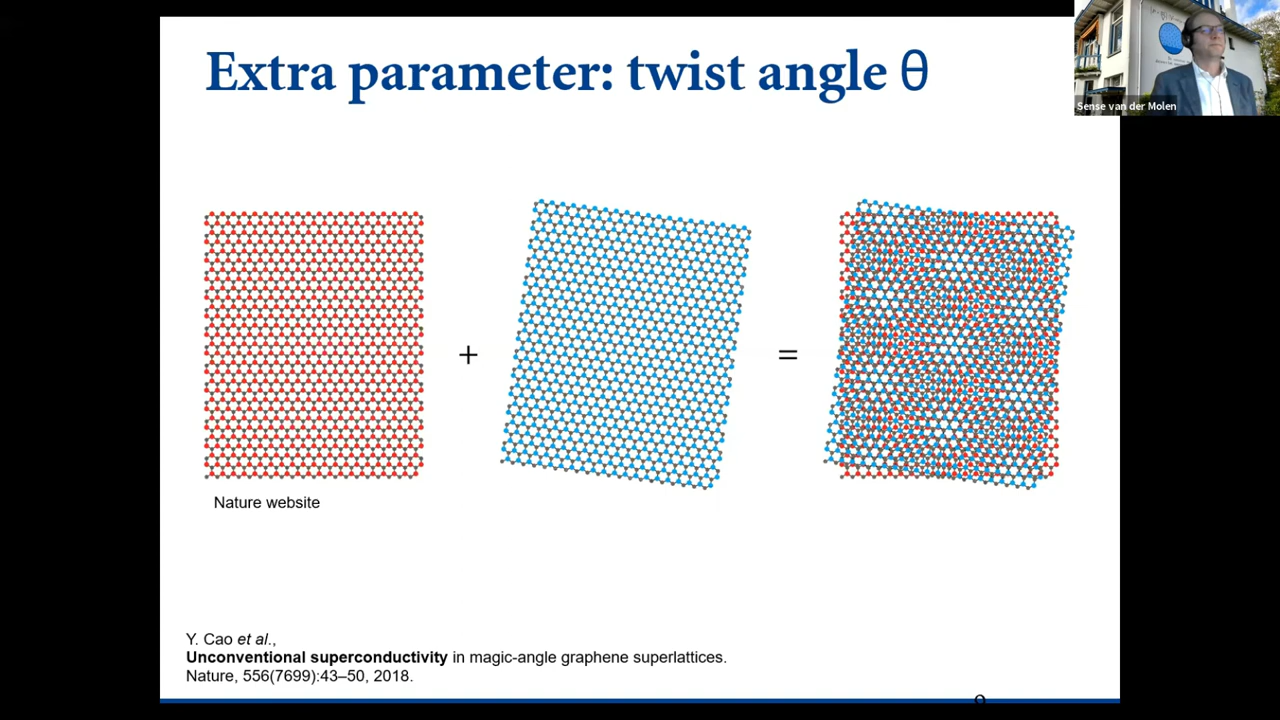 Extra parameter: twist angle θ
Sense van der Molen
+
=
Nature website
Y. Cao et al.,
Unconventional superconductivity in magic-angle graphene superlattices.
Nature, 556(7699):43–50, 2018.